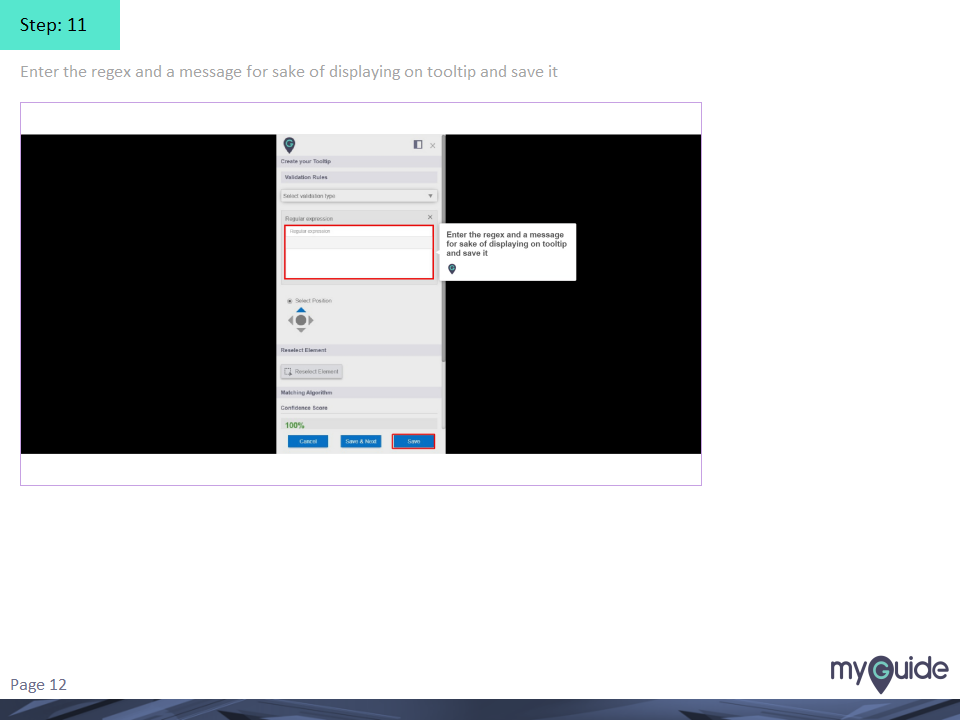 Step: 11
Enter the regex and a message for sake of displaying on tooltip and save it
Create your Tooltip
Validation Rules
Select validation type
Regular expression
Regular expression
Enter the regex and a message
for sake of displaying on tooltip
and save it
Select Position
Reselect Element
Reselect Element
Matching Algorithm
Confidence Score
100%
Cancel
Save & Next
Save
myGuide
Page 12